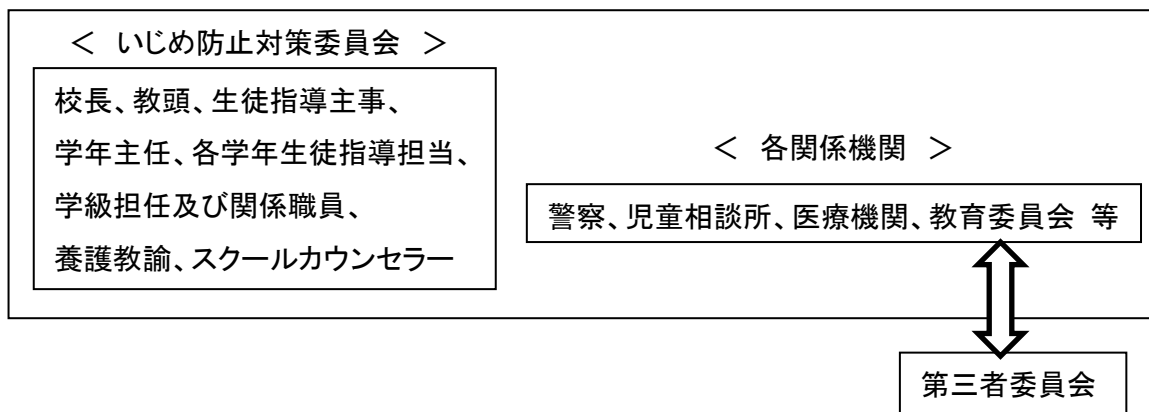 ＜ いじめ防止対策委員会 ＞
校長、教頭、生徒指導主事、
学年主任、各学年生徒指導担当、
学級担任及び関係職員、
養護教諭、スクールカウンセラー
＜ 各関係機関 ＞
警察、児童相談所、医療機関、教育委員会 等
第三者委員会